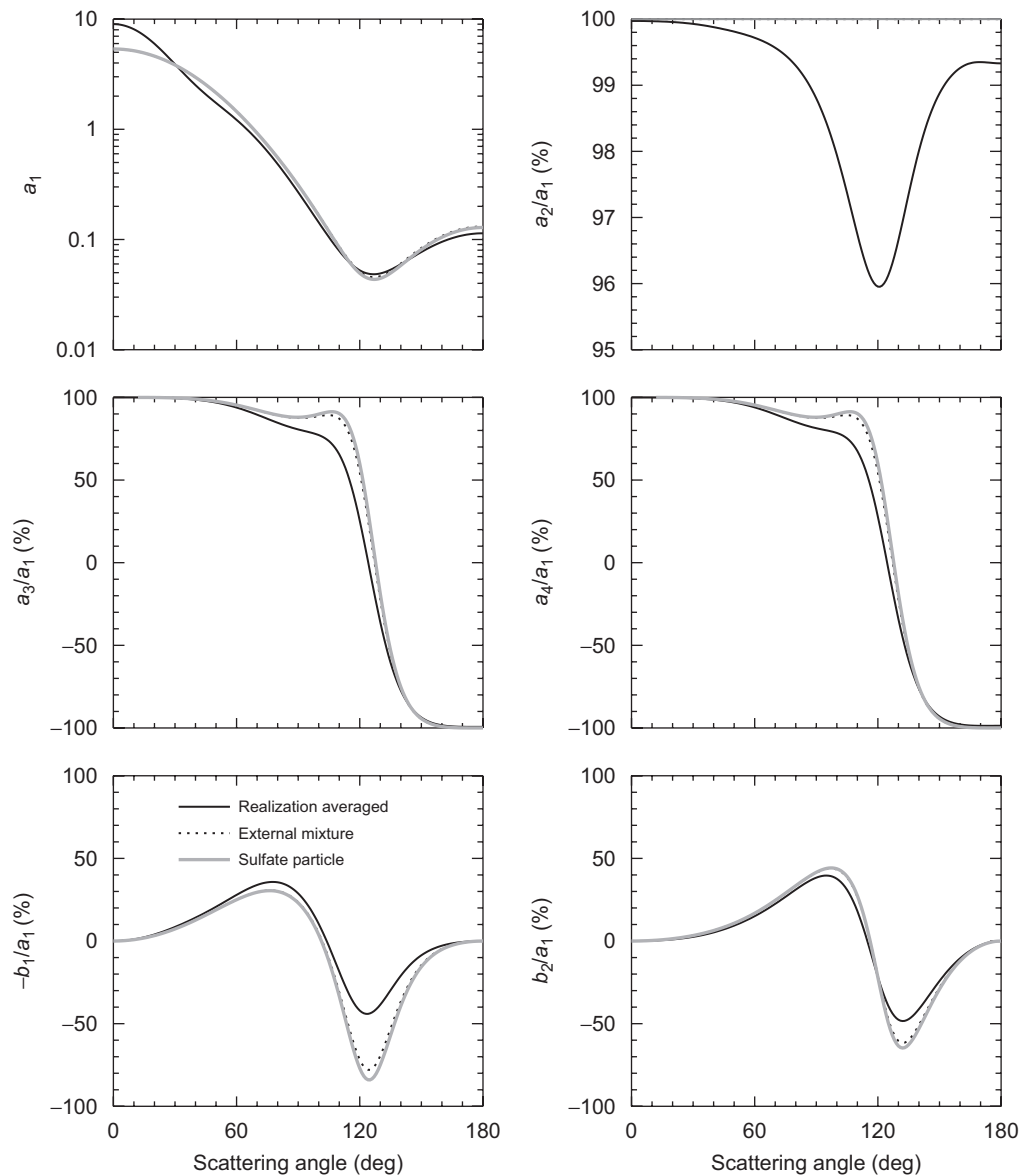 10
1
0.1
0.01
a1
100
99
98
97
96
95
a2/a1 (%)
100
50
0
–50
–100
a3/a1 (%)
100
50
0
–50
–100
a4/a1 (%)
100
50
0
–50
–100
–b1/a1 (%)
Realization averaged
External mixture
Sulfate particle
0 60 120 180
Scattering angle (deg)
100
50
0
–50
–100
b2/a1 (%)
0 60 120 180
Scattering angle (deg)